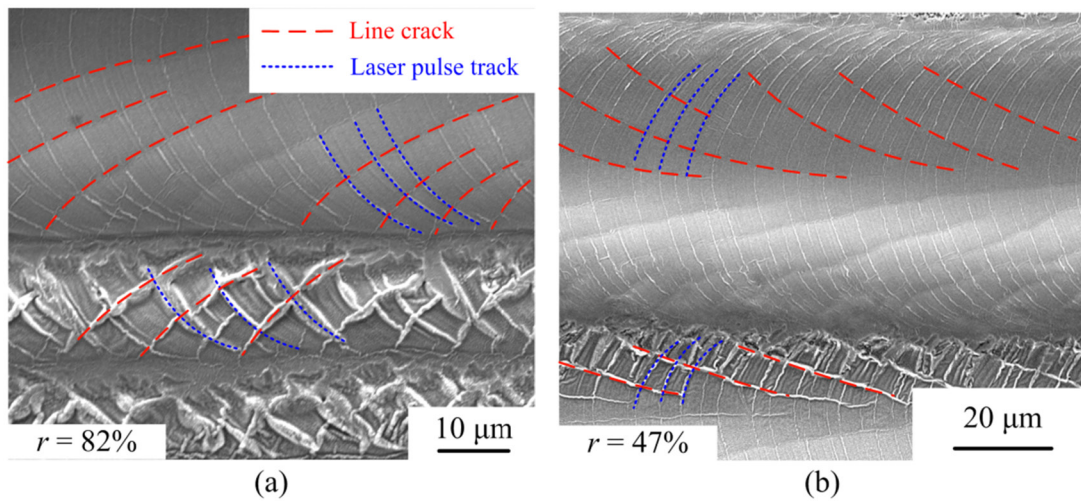 Line crack
Laser pulse track
r = 82%
10 μm
(a)
r = 47%
20 μm
(b)